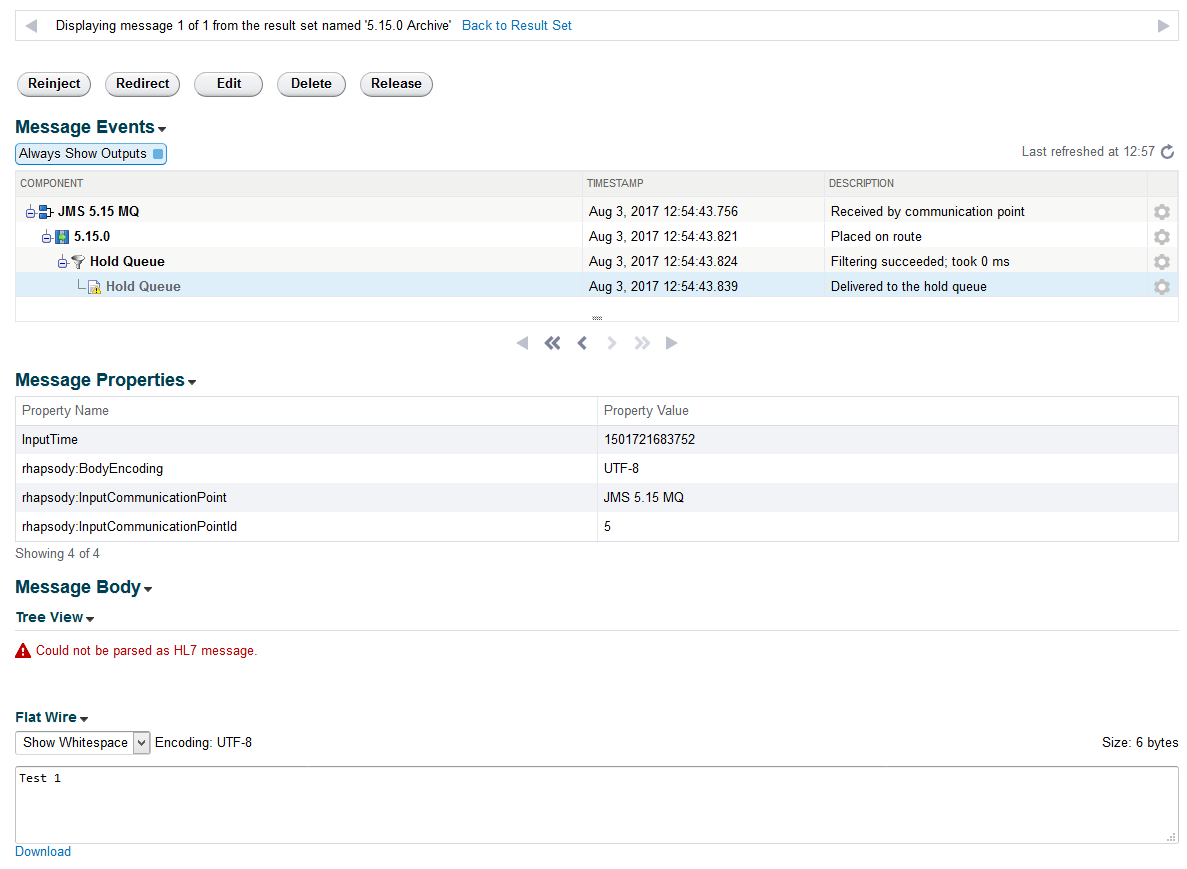 Displaying message 1 of 1 from the result set named '5.15.0 Archive' Back to Result Set
Reinject Redirect Edit Delete Release
Message Events
Always Show Outputs Last refreshed at 12:57
COMPONENT TIMESTAMP DESCRIPTION
JMS 5.15 MQ Aug 3, 2017 12:54:43.756 Received by communication point
5.15.0 Aug 3, 2017 12:54:43.821 Placed on route
Hold Queue Aug 3, 2017 12:54:43.824 Filtering succeeded; took 0 ms
Hold Queue Aug 3, 2017 12:54:43.839 Delivered to the hold queue
Message Properties
Property Name Property Value
InputTime 1501721683752
rhapsody:BodyEncoding UTF-8
rhapsody:InputCommunicationPoint JMS 5.15 MQ
rhapsody:InputCommunicationPointId 5
Showing 4 of 4
Message Body
Tree View
Could not be parsed as HL7 message.
Flat Wire
Show Whitespace Encoding: UTF-8 Size: 6 bytes
Test 1
Download